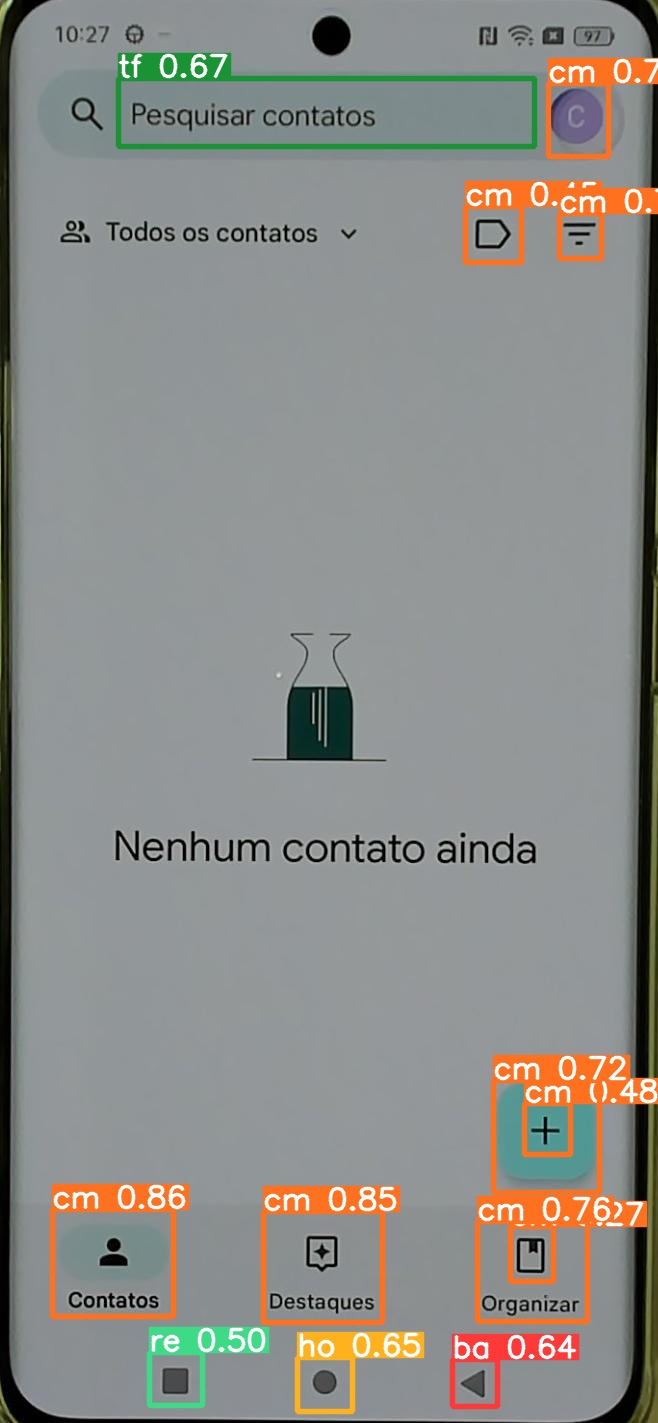 10:27
97
tf 0.67
cm 0.7
Pesquisar contatos
C
cm 0.45
cm 0.
Todos os contatos
Nenhum contato ainda
cm 0.72
cm 0.48
cm 0.86
cm 0.85
cm 0.76
27
Contatos
Destaques
Organizar
re 0.50
ho 0.65
ba 0.64